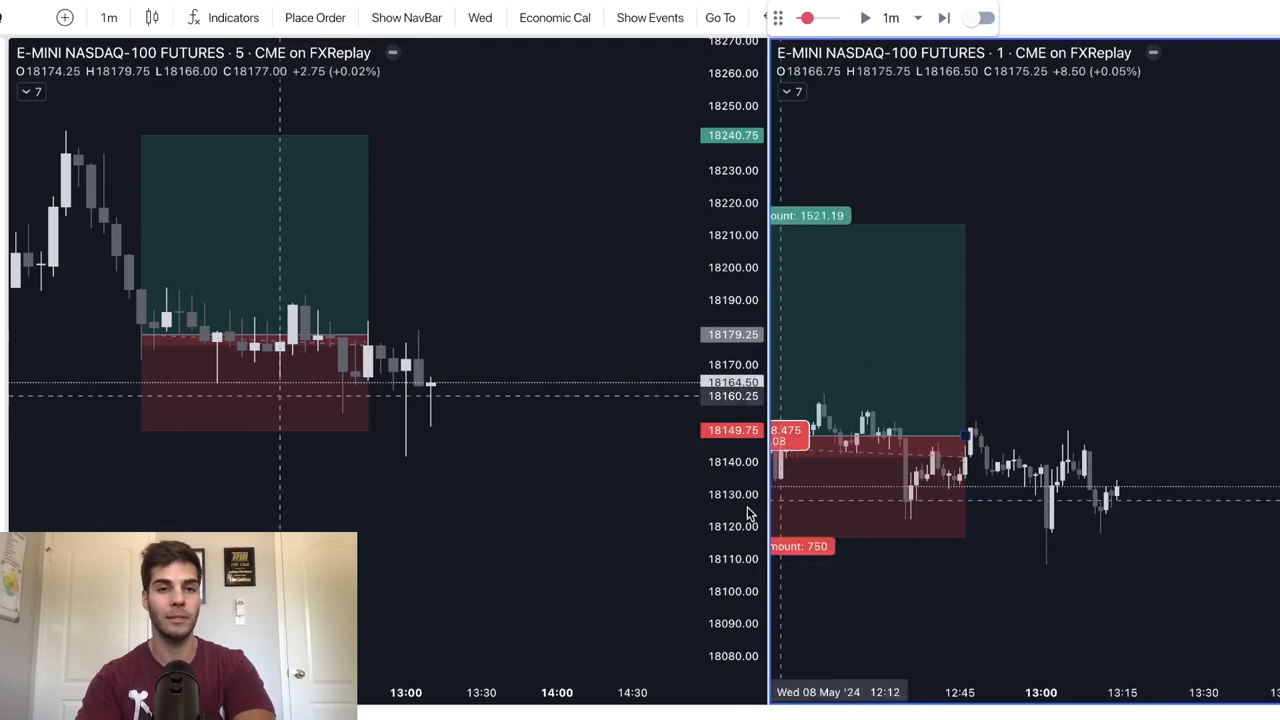 1m
Indicators
Place Order
Show NavBar
Wed
Economic Cal
Show Events
Go To
1m
E-MINI NASDAQ-100 FUTURES · 5 · CME on FXReplay
O18174.25 H18179.75 L18166.00 C18177.00 +2.75 (+0.02%)
7
18270.00
18260.00
18250.00
18240.75
18230.00
18220.00
18210.00
18200.00
18190.00
18179.25
18170.00
18164.50
18160.25
18149.75
18140.00
18130.00
18120.00
18110.00
18100.00
18090.00
18080.00
13:00
13:30
14:00
14:30
E-MINI NASDAQ-100 FUTURES · 1 · CME on FXReplay
O18166.75 H18175.75 L18166.50 C18175.25 +8.50 (+0.05%)
7
ount: 1521.19
8.475
08
mount: 750
Wed 08 May '24 12:12
12:45
13:00
13:15
13:30